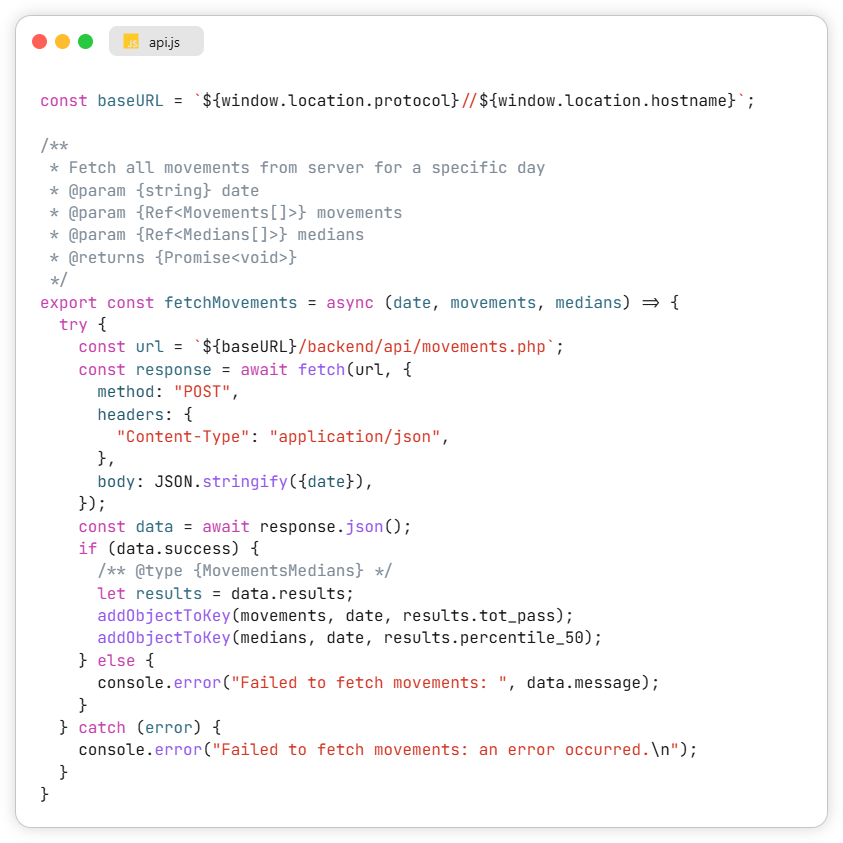 JS api.js
const baseURL = `${window.location.protocol}//${window.location.hostname}`;
/**
 * Fetch all movements from server for a specific day
 * @param {string} date
 * @param {Ref<Movements[]>} movements
 * @param {Ref<Medians[]>} medians
 * @returns {Promise<void>}
 */
export const fetchMovements = async (date, movements, medians) => {
  try {
    const url = `${baseURL}/backend/api/movements.php`;
    const response = await fetch(url, {
      method: "POST",
      headers: {
        "Content-Type": "application/json",
      },
      body: JSON.stringify({date}),
    });
    const data = await response.json();
    if (data.success) {
      /** @type {MovementsMedians} */
      let results = data.results;
      addObjectToKey(movements, date, results.tot_pass);
      addObjectToKey(medians, date, results.percentile_50);
    } else {
      console.error("Failed to fetch movements: ", data.message);
    }
  } catch (error) {
    console.error("Failed to fetch movements: an error occurred.\n");
  }
}